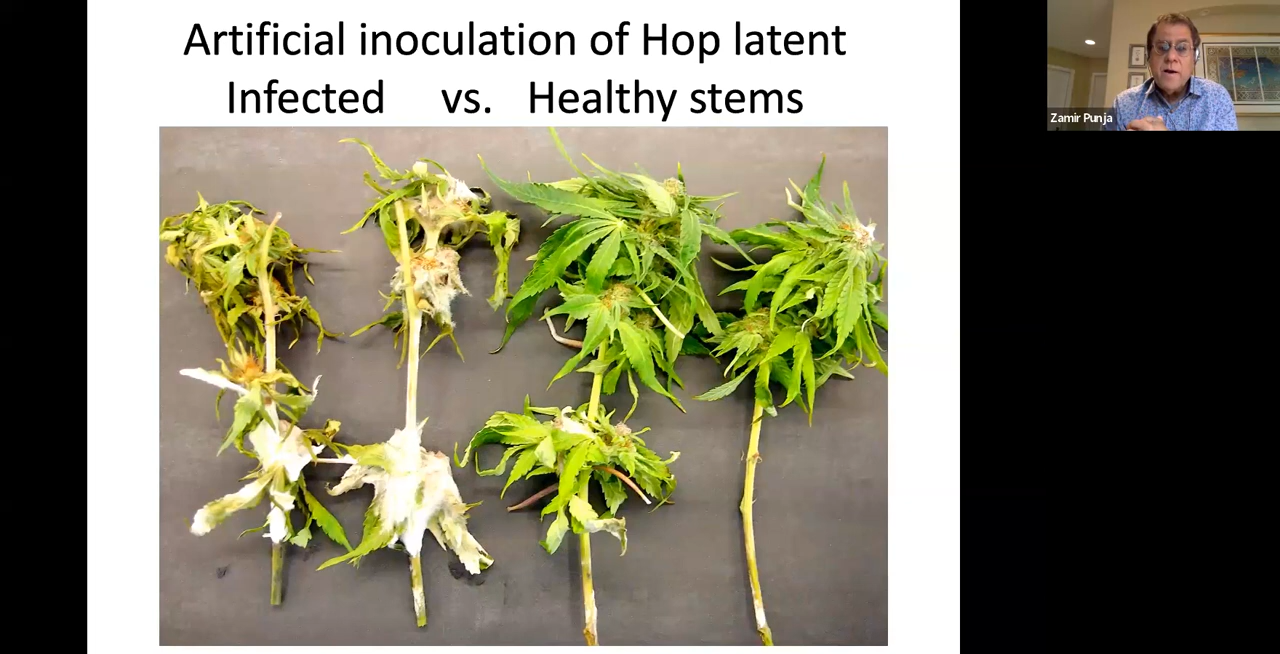 Artificial inoculation of Hop latent
Infected vs. Healthy stems
Zamir Punja